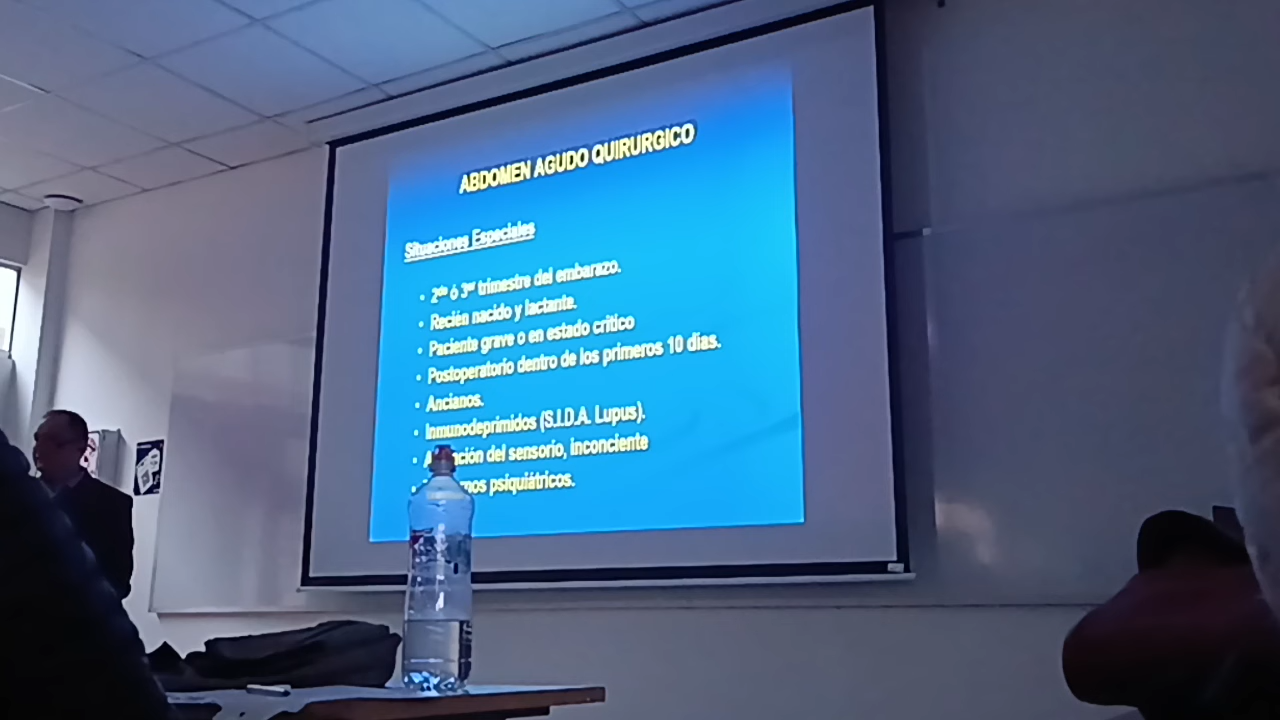 ABDOMEN AGUDO QUIRURGICO
Situaciones Especiales
• 2do ó 3er trimestre del embarazo.
• Recién nacido y lactante.
• Paciente grave o en estado crítico
• Postoperatorio dentro de los primeros 10 días.
• Ancianos.
• Inmunodeprimidos (S.I.D.A. Lupus).
• del sensorio, inconciente
• psiquiátricos.